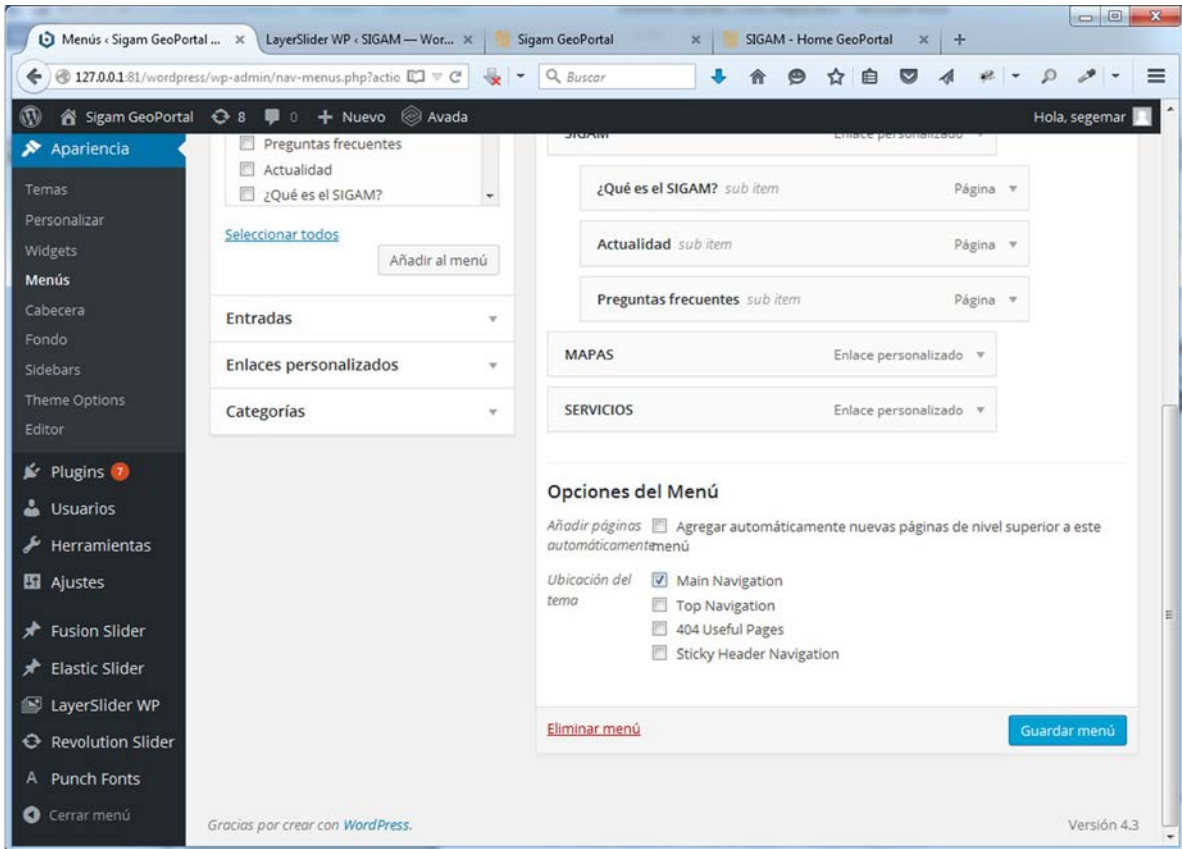 Menús ‹ Sigam GeoPortal ...
LayerSlider WP ‹ SIGAM — Wor...
Sigam GeoPortal
SIGAM - Home GeoPortal
127.0.0.1:81/wordpress/wp-admin/nav-menus.php?actio
Buscar
Sigam GeoPortal 8 0 + Nuevo Avada
Hola, segemar
Apariencia
Temas
Personalizar
Widgets
Menús
Cabecera
Fondo
Sidebars
Theme Options
Editor
Plugins 7
Usuarios
Herramientas
Ajustes
Fusion Slider
Elastic Slider
LayerSlider WP
Revolution Slider
A Punch Fonts
Cerrar menú
Preguntas frecuentes
Actualidad
¿Qué es el SIGAM?
Seleccionar todos
Añadir al menú
Entradas
Enlaces personalizados
Categorías
SIGAM Enlace personalizado
¿Qué es el SIGAM? sub item Página
Actualidad sub item Página
Preguntas frecuentes sub item Página
MAPAS Enlace personalizado
SERVICIOS Enlace personalizado
Opciones del Menú
Añadir páginas automáticamente
Agregar automáticamente nuevas páginas de nivel superior a este
menú
Ubicación del
tema
Main Navigation
Top Navigation
404 Useful Pages
Sticky Header Navigation
Eliminar menú
Guardar menú
Gracias por crear con WordPress.
Versión 4.3